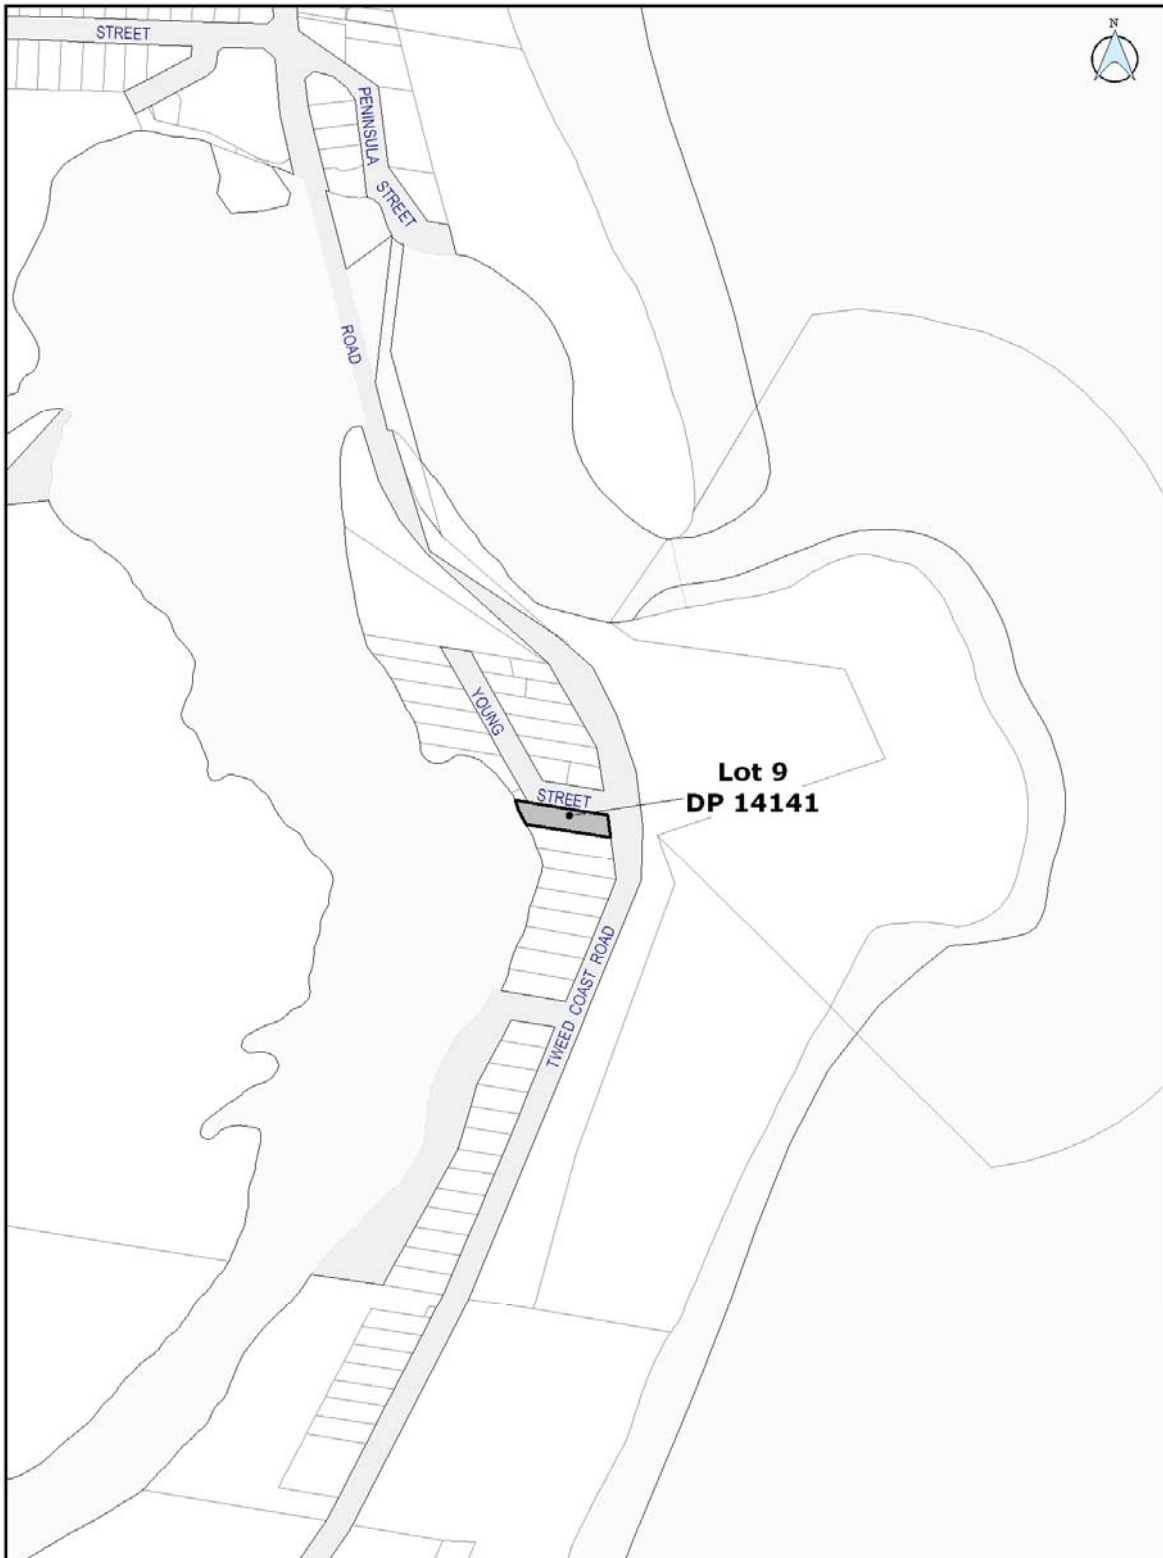 STREET
N
PENINSULA
STREET
ROAD
YOUNG
STREET
Lot 9
DP 14141
TWEED COAST ROAD